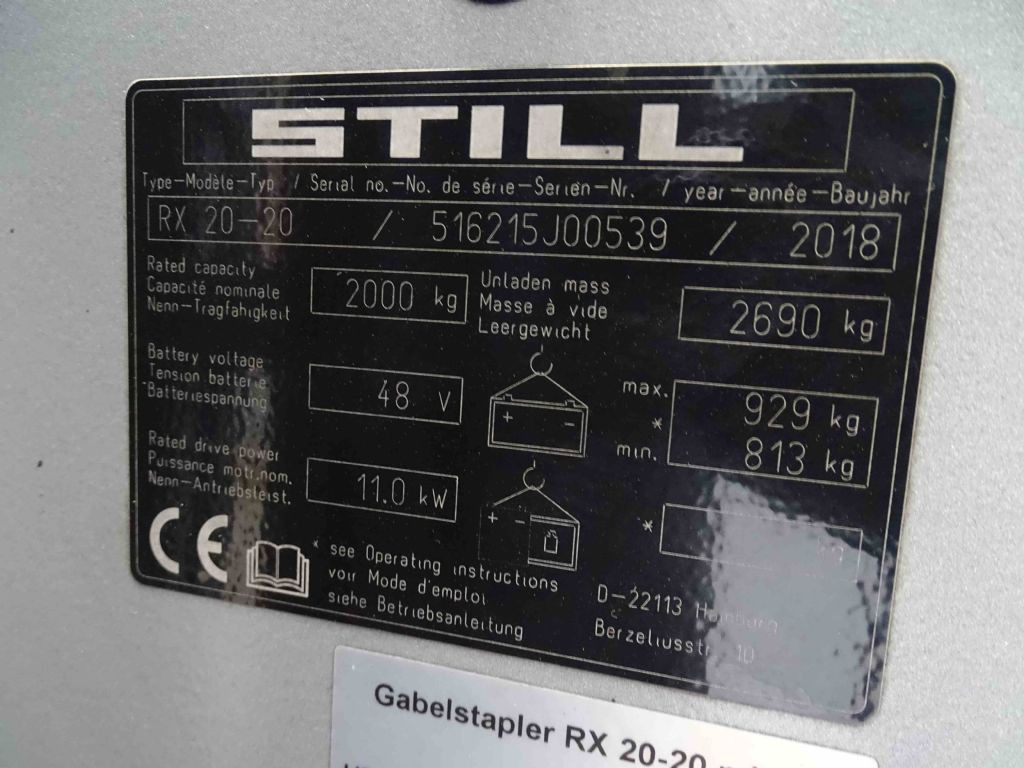 STILL
Type–Modèle–Typ / Serial no.–No. de série–Serien–Nr. / year–année–Baujahr
RX 20–20 / 516215J00539 / 2018
Rated capacity
Capacité nominale
Nenn–Tragfähigkeit
2000 kg
Unladen mass
Masse à vide
Leergewicht
2690 kg
Battery voltage
Tension batterie
Batteriespannung
48 V
+ –
max. 929 kg
*
min. 813 kg
Rated drive power
Puissance motr.nom.
Nenn–Antriebsleist.
11.0 kW
+ –
* kg
CE
* see Operating instructions
voir Mode d'emploi
siehe Betriebsanleitung
D–22113 Hamburg
Berzeliusstr. 10
Gabelstapler RX 20-20